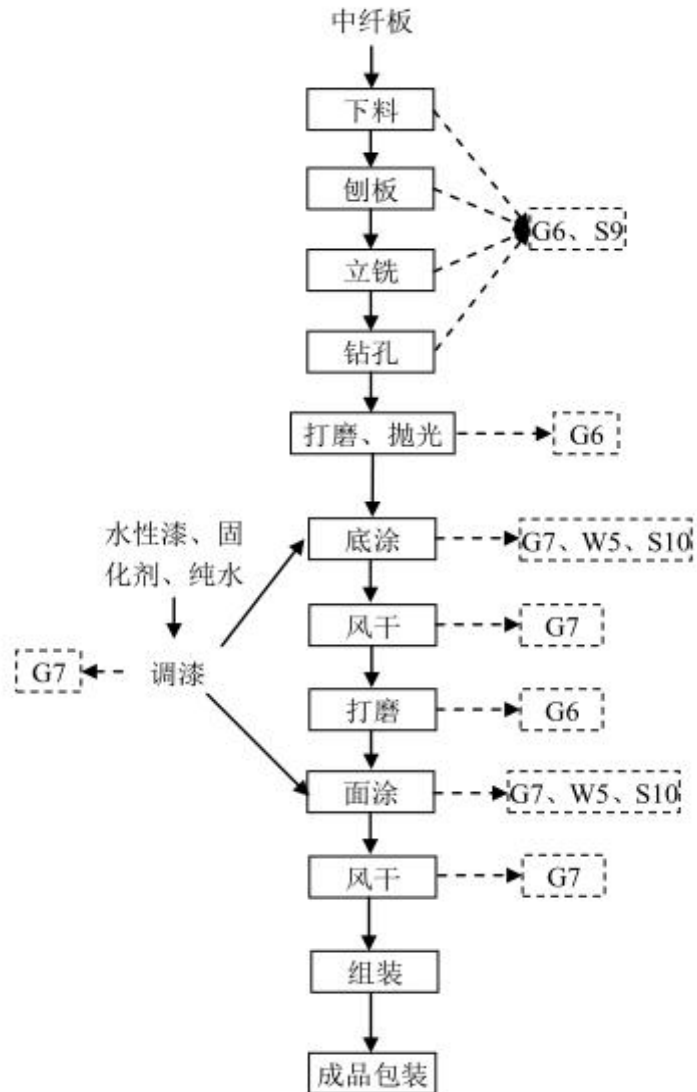 中纤板
下料
刨板
G6、S9
立铣
钻孔
打磨、抛光
G6
水性漆、固
化剂、纯水
底涂
G7、W5、S10
风干
G7
G7
调漆
打磨
G6
面涂
G7、W5、S10
风干
G7
组装
成品包装